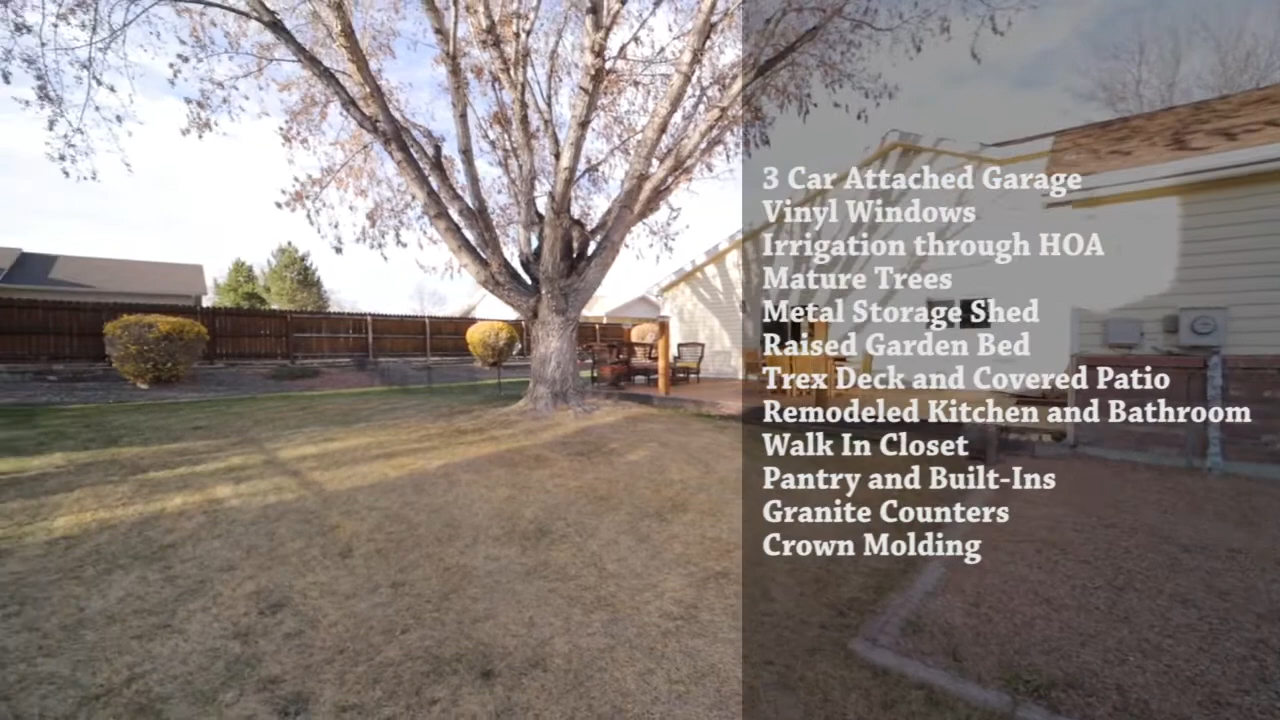 3 Car Attached Garage
Vinyl Windows
Irrigation through HOA
Mature Trees
Metal Storage Shed
Raised Garden Bed
Trex Deck and Covered Patio
Remodeled Kitchen and Bathroom
Walk In Closet
Pantry and Built-Ins
Granite Counters
Crown Molding